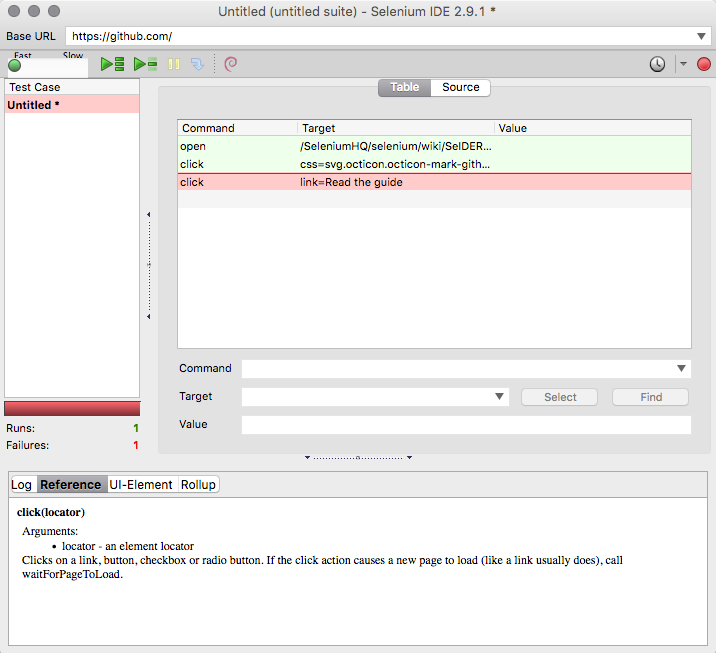 Untitled (untitled suite) - Selenium IDE 2.9.1 *
Base URL https://github.com/
Fast Slow
Test Case
Untitled *
Table Source
Command Target Value
open /SeleniumHQ/selenium/wiki/SeIDER...
click css=svg.octicon.octicon-mark-gith...
click link=Read the guide
Command
Target Select Find
Value
Runs: 1
Failures: 1
Log Reference UI-Element Rollup
click(locator)
Arguments:
• locator - an element locator
Clicks on a link, button, checkbox or radio button. If the click action causes a new page to load (like a link usually does), call
waitForPageToLoad.